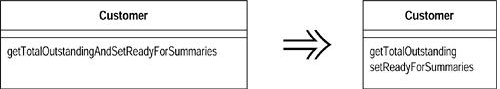 Customer
getTotalOutstandingAndSetReadyForSummaries
Customer
getTotalOutstanding
setReadyForSummaries